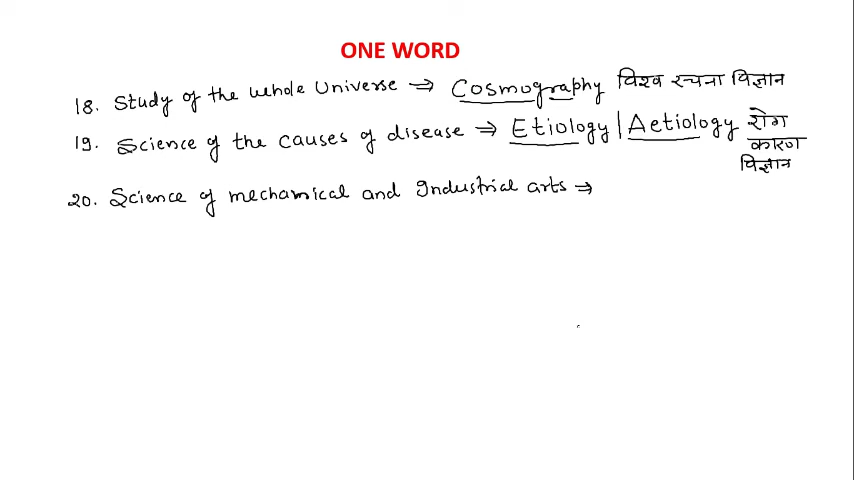 ONE WORD
18. Study of the whole Universe ⇒ Cosmography विश्व रचना विज्ञान
19. Science of the causes of disease ⇒ Etiology | Aetiology रोग
कारण
विज्ञान
20. Science of mechamical and Industrial arts ⇒